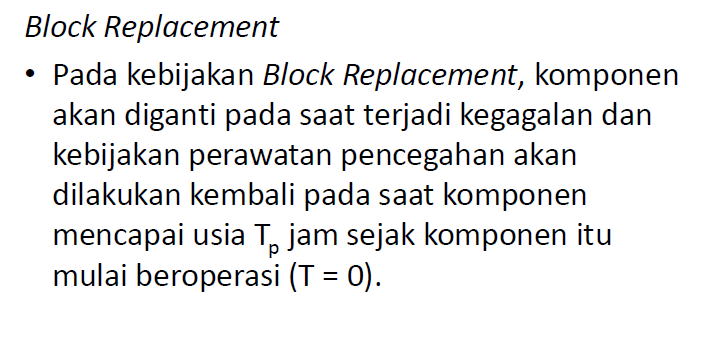 Block Replacement
• Pada kebijakan Block Replacement, komponen
akan diganti pada saat terjadi kegagalan dan
kebijakan perawatan pencegahan akan
dilakukan kembali pada saat komponen
mencapai usia Tp jam sejak komponen itu
mulai beroperasi (T = 0).